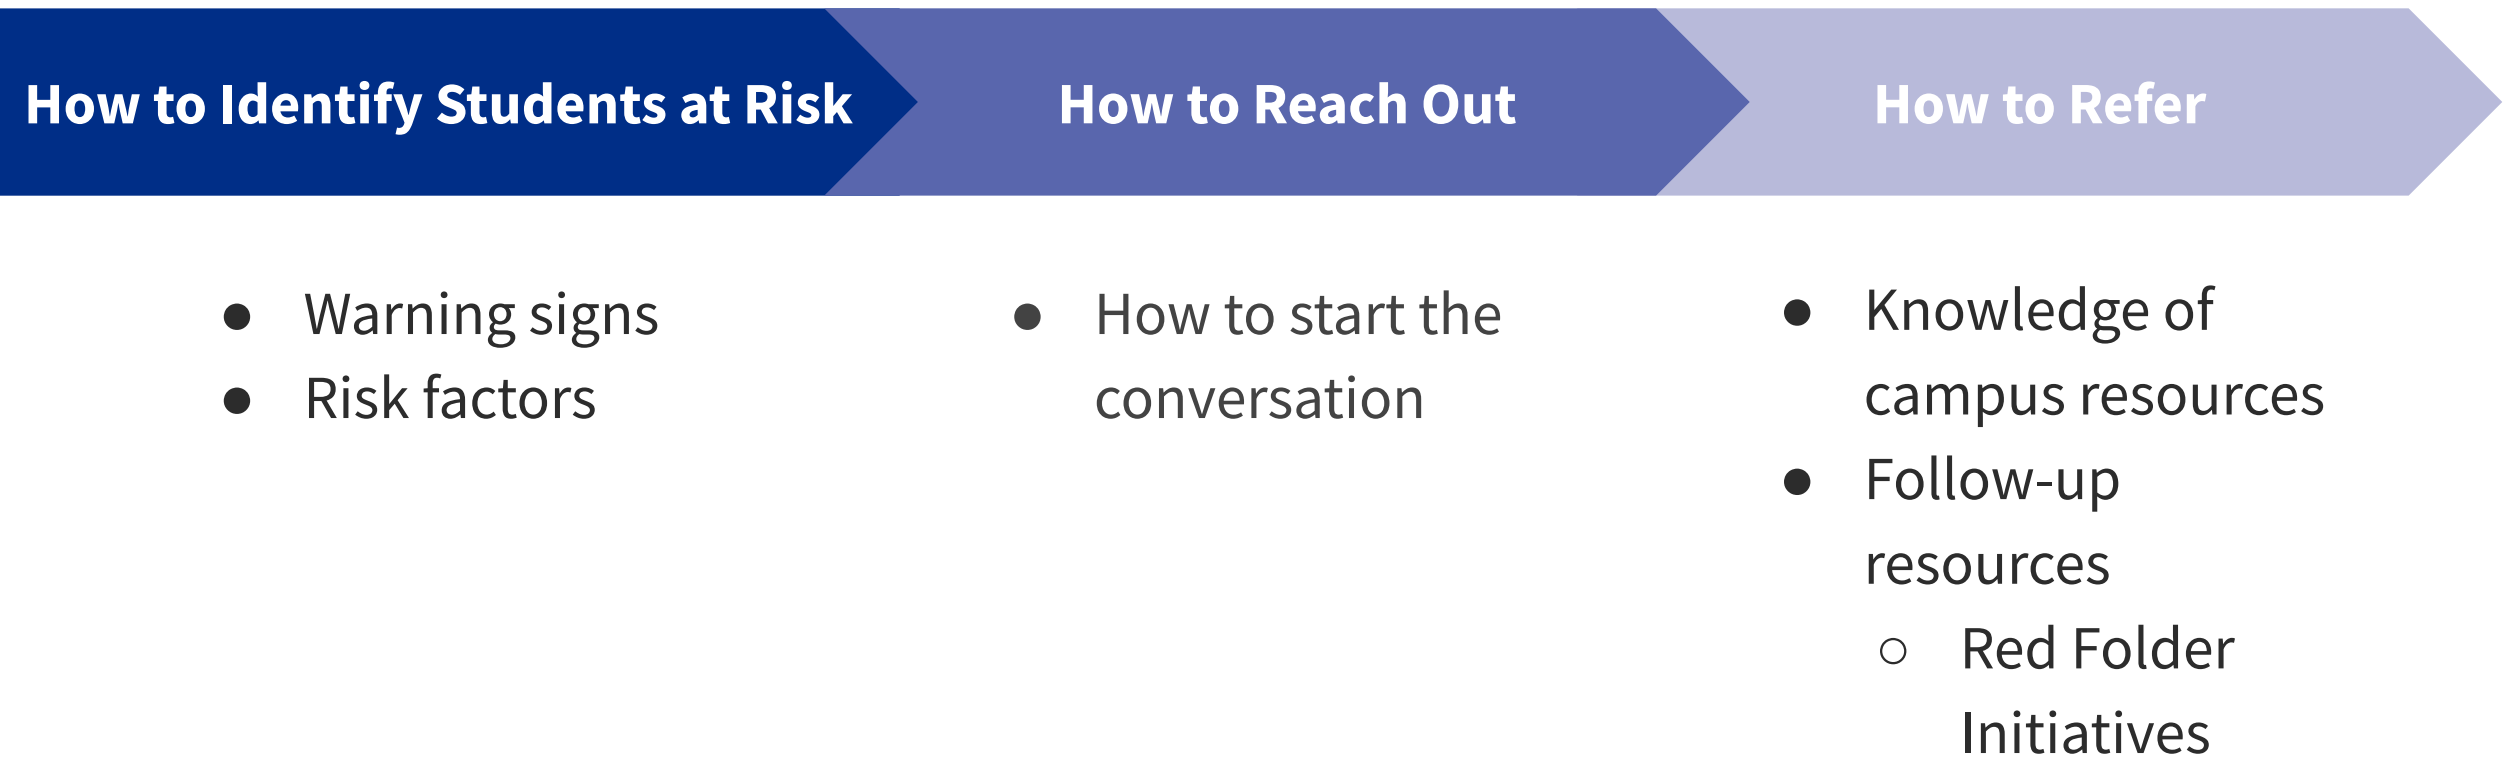 How to Identify Students at Risk
How to Reach Out
How to Refer
● Warning signs
● Risk factors
● How to start the
conversation
● Knowledge of
campus resources
● Follow-up
resources
○ Red Folder
Initiatives